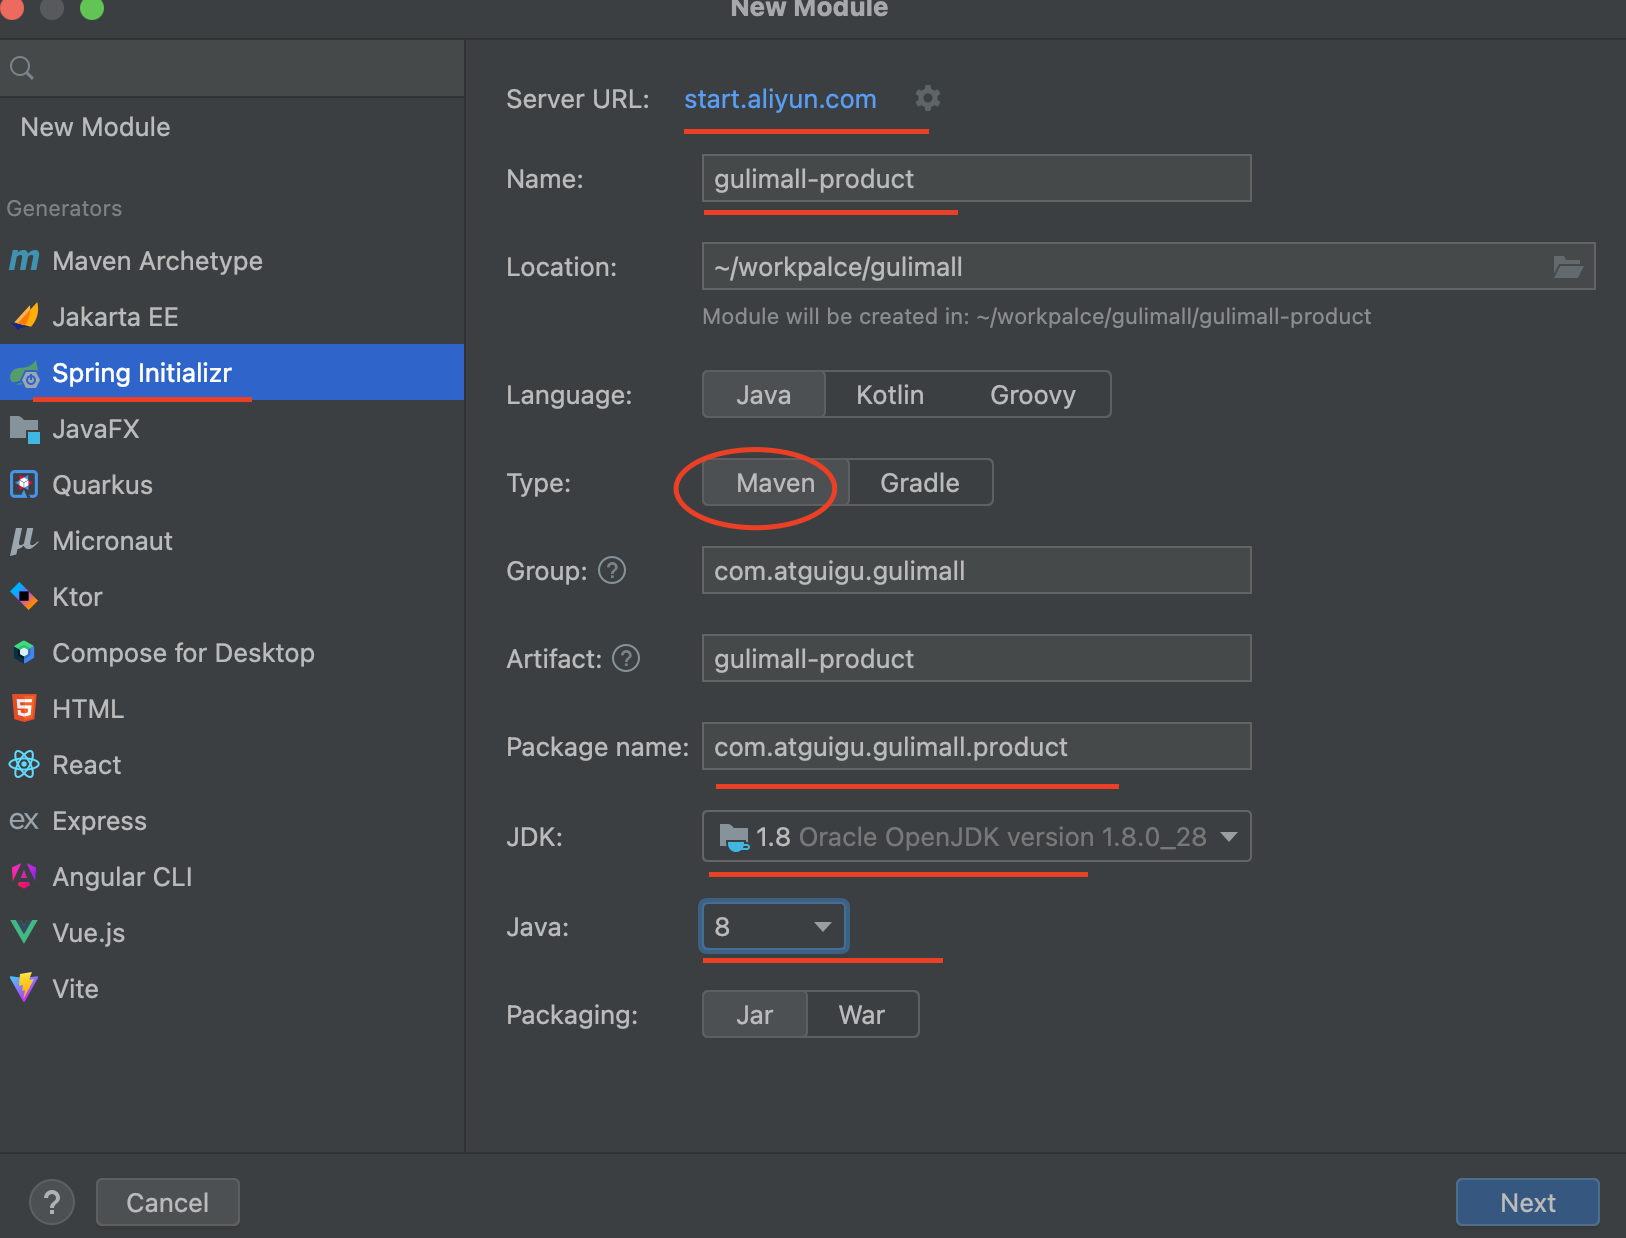 New Module
New Module
Generators
Maven Archetype
Jakarta EE
Spring Initializr
JavaFX
Quarkus
Micronaut
Ktor
Compose for Desktop
HTML
React
ex Express
Angular CLI
Vue.js
Vite
Server URL: start.aliyun.com
Name: gulimall-product
Location: ~/workpalce/gulimall
Module will be created in: ~/workpalce/gulimall/gulimall-product
Language: Java Kotlin Groovy
Type: Maven Gradle
Group: ? com.atguigu.gulimall
Artifact: ? gulimall-product
Package name: com.atguigu.gulimall.product
JDK: 1.8 Oracle OpenJDK version 1.8.0_28
Java: 8
Packaging: Jar War
? Cancel Next